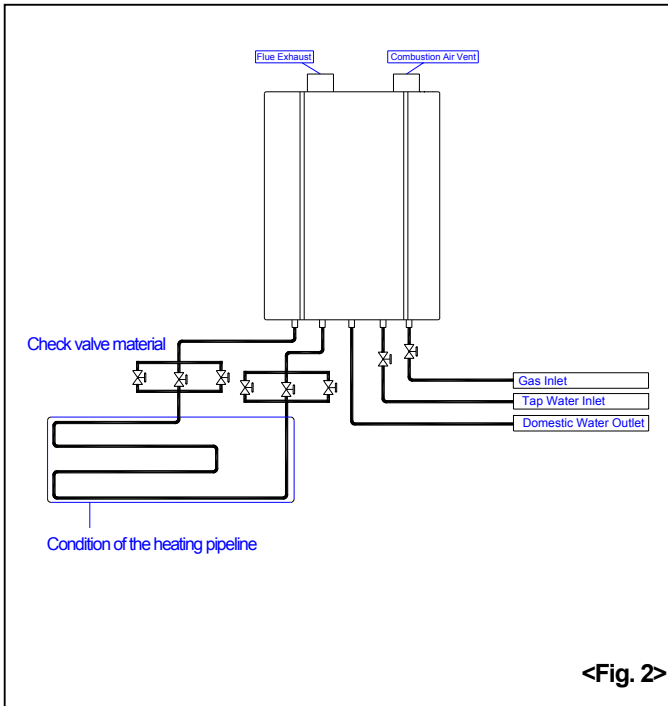 Flue Exhaust
Combustion Air Vent
Check valve material
Gas Inlet
Tap Water Inlet
Domestic Water Outlet
Condition of the heating pipeline
<Fig. 2>